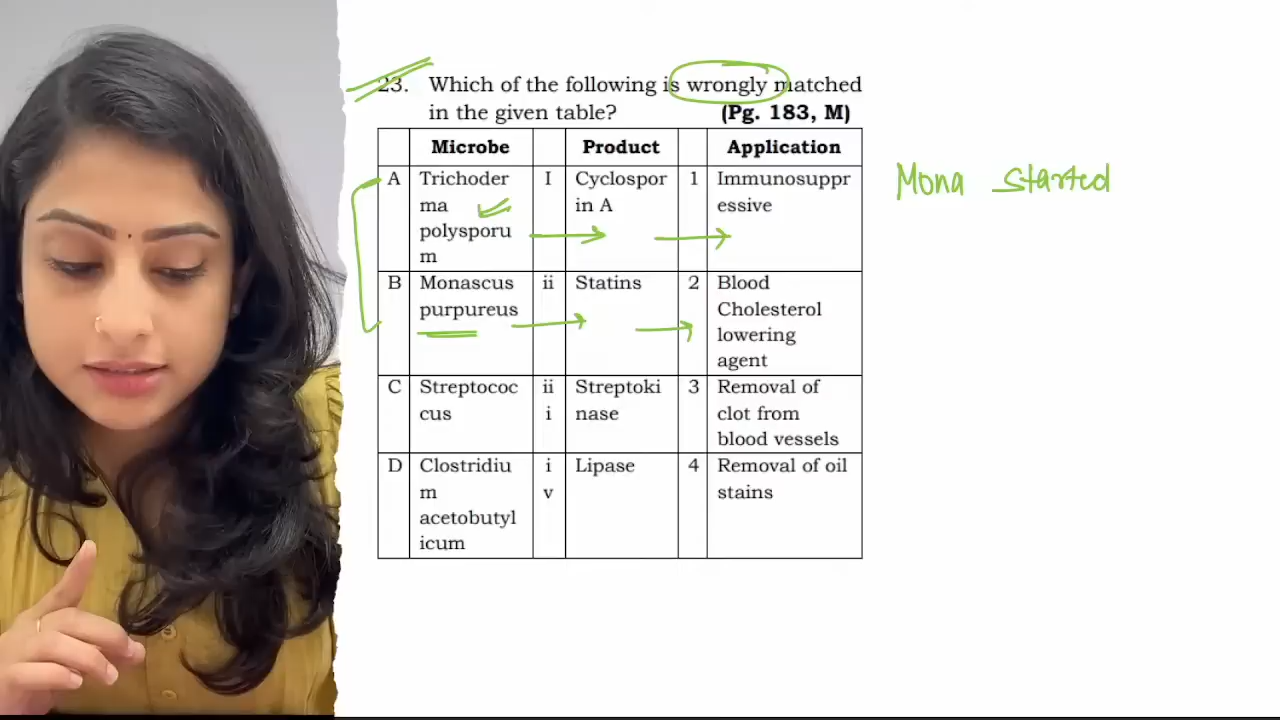 23. Which of the following is wrongly matched
in the given table? (Pg. 183, M)
Microbe Product Application
A Trichoder I Cyclospor 1 Immunosuppr
ma in A essive
polysporu
m
B Monascus ii Statins 2 Blood
purpureus Cholesterol
lowering
agent
C Streptococ ii Streptoki 3 Removal of
cus i nase clot from
blood vessels
D Clostridiu i Lipase 4 Removal of oil
m v stains
acetobutyl
icum
Mona Started